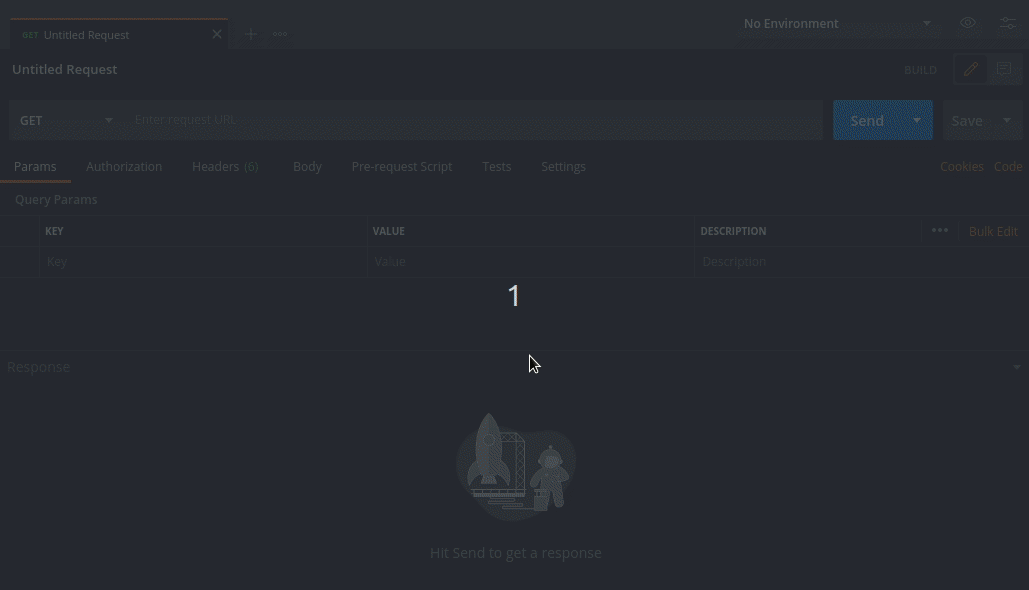 GET Untitled Request
No Environment
Untitled Request
BUILD
GET Enter request URL Send Save
Params Authorization Headers (6) Body Pre-request Script Tests Settings Cookies Code
Query Params
KEY VALUE DESCRIPTION Bulk Edit
Key Value Description
1
Response
Hit Send to get a response